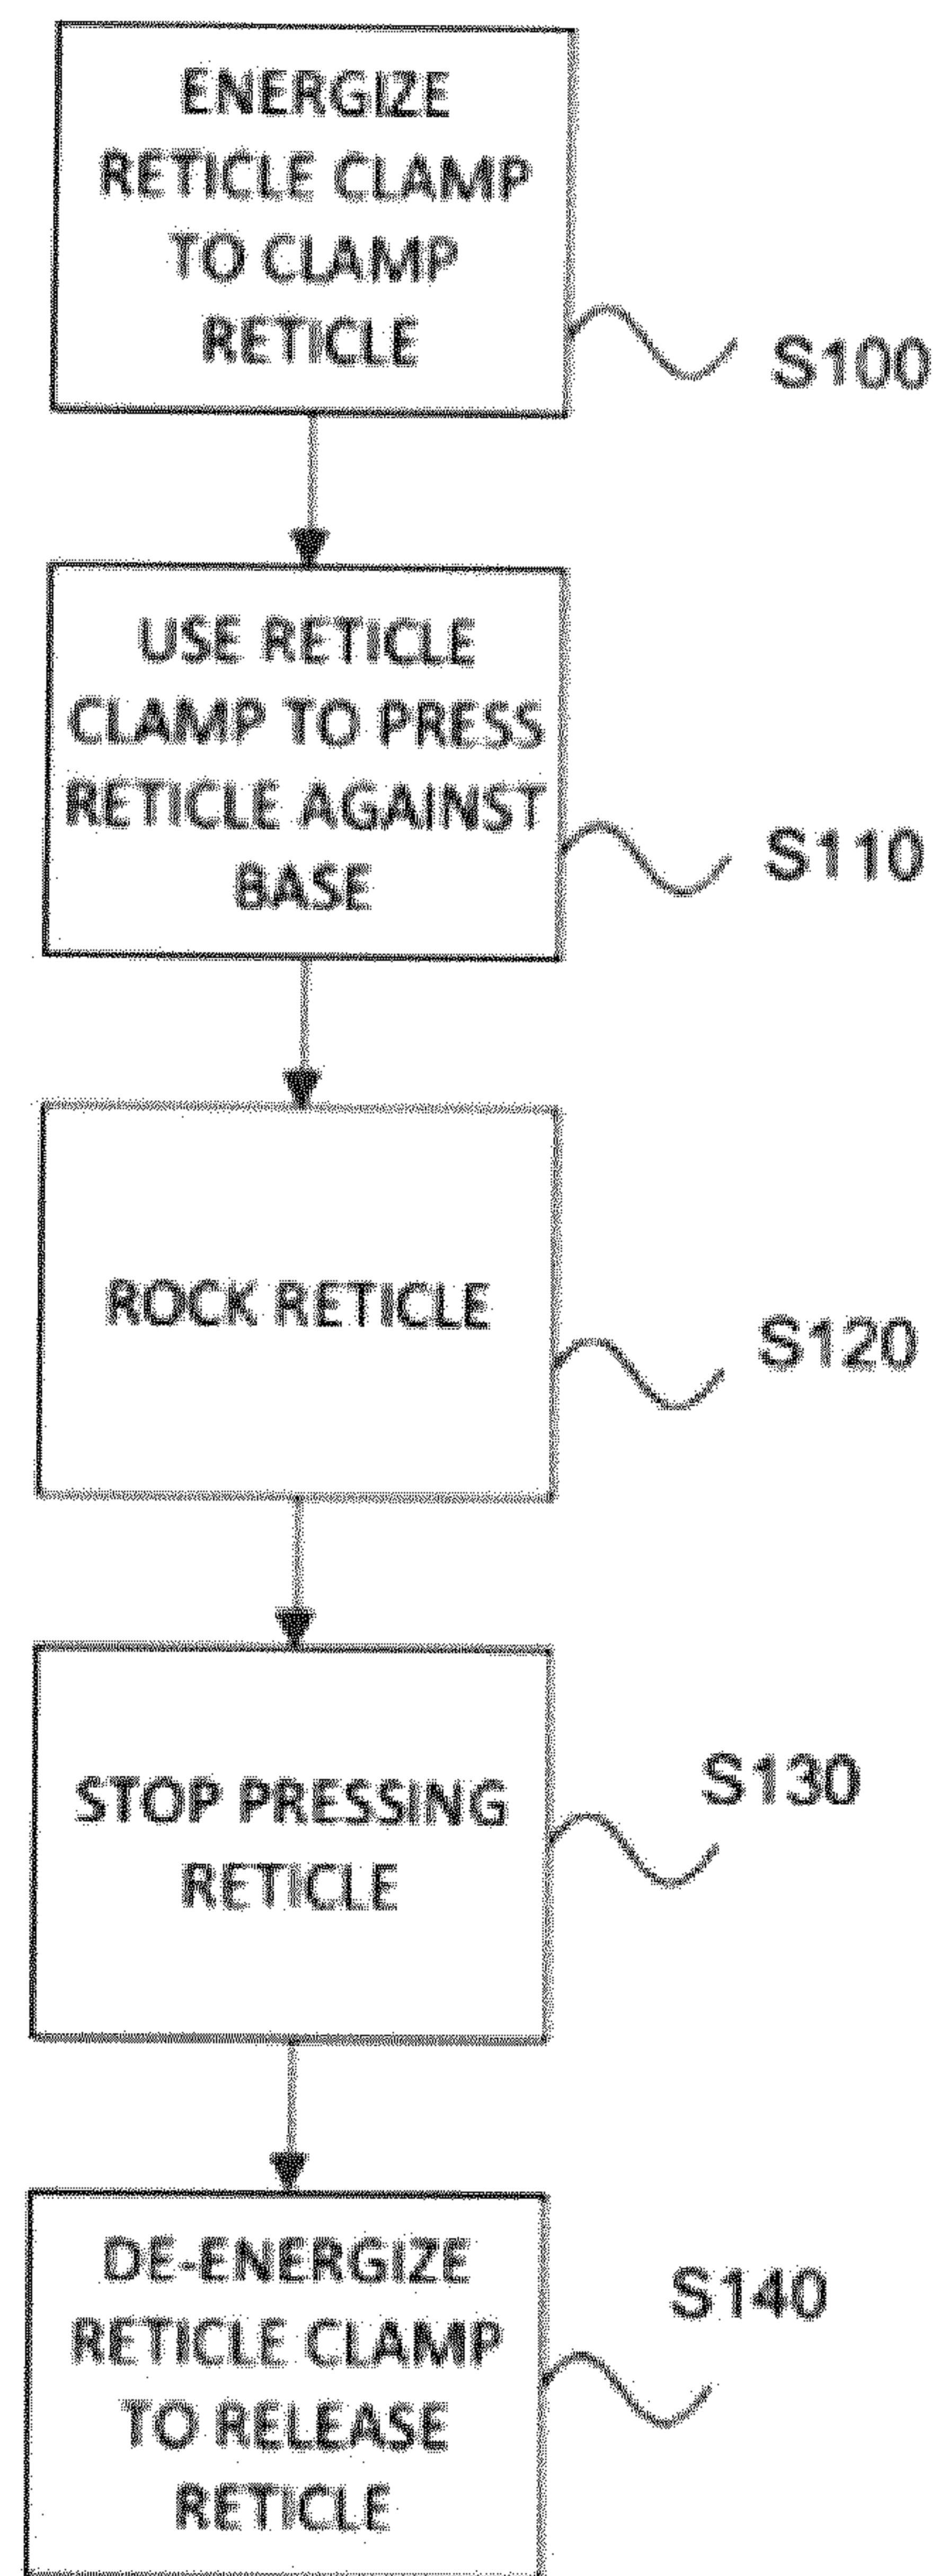 ENERGIZE
RETICLE CLAMP
TO CLAMP
RETICLE
S100
USE RETICLE
CLAMP TO PRESS
RETICLE AGAINST
BASE
S110
ROCK RETICLE
S120
STOP PRESSING
RETICLE
S130
DE-ENERGIZE
RETICLE CLAMP
TO RELEASE
RETICLE
S140